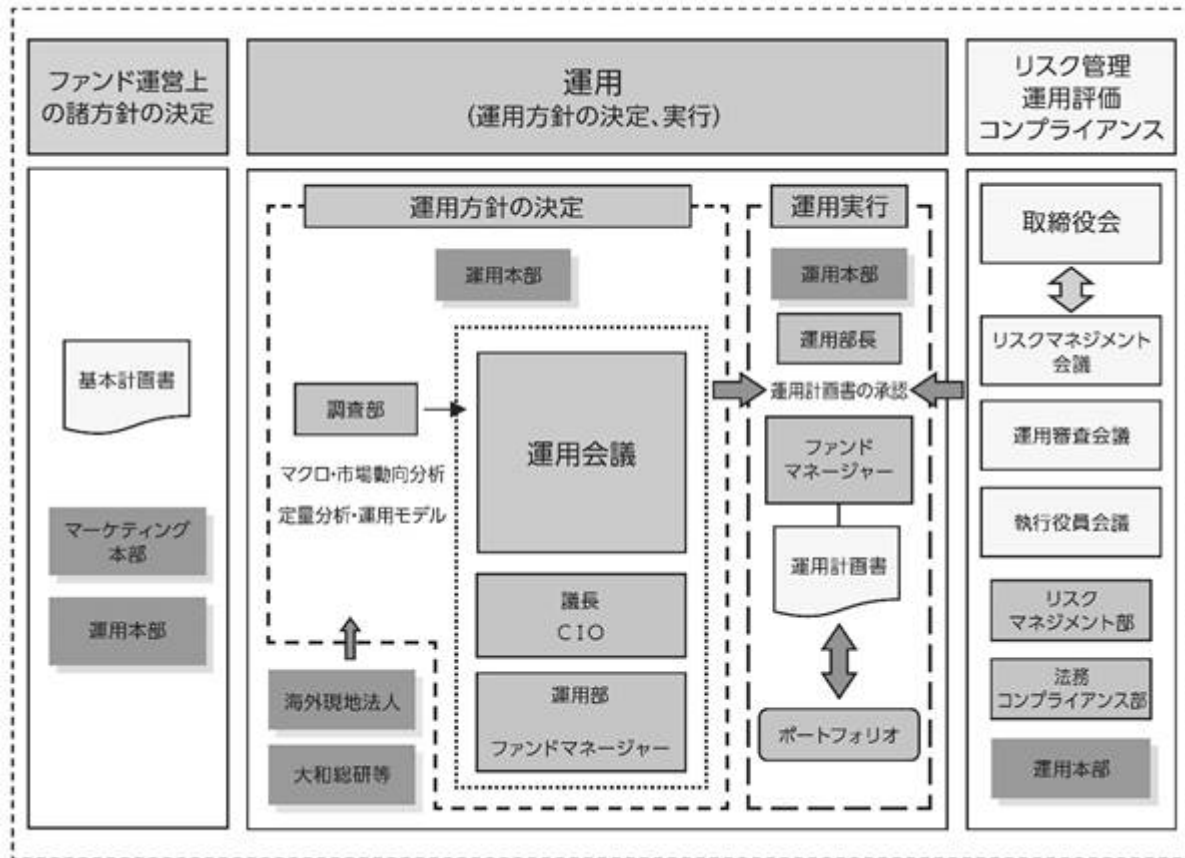 ファンド運営上
の諸方針の決定
運用
(運用方針の決定、実行)
リスク管理
運用評価
コンプライアンス
基本計画書
マーケティング
本部
運用本部
運用方針の決定
運用本部
調査部
マクロ・市場動向分析
定量分析・運用モデル
海外現地法人
大和総研等
運用会議
議長
CIO
運用部
ファンドマネージャー
運用実行
運用本部
運用部長
運用計画書の承認
ファンド
マネージャー
運用計画書
ポートフォリオ
取締役会
リスクマネジメント
会議
運用審査会議
執行役員会議
リスク
マネジメント部
法務
コンプライアンス部
運用本部